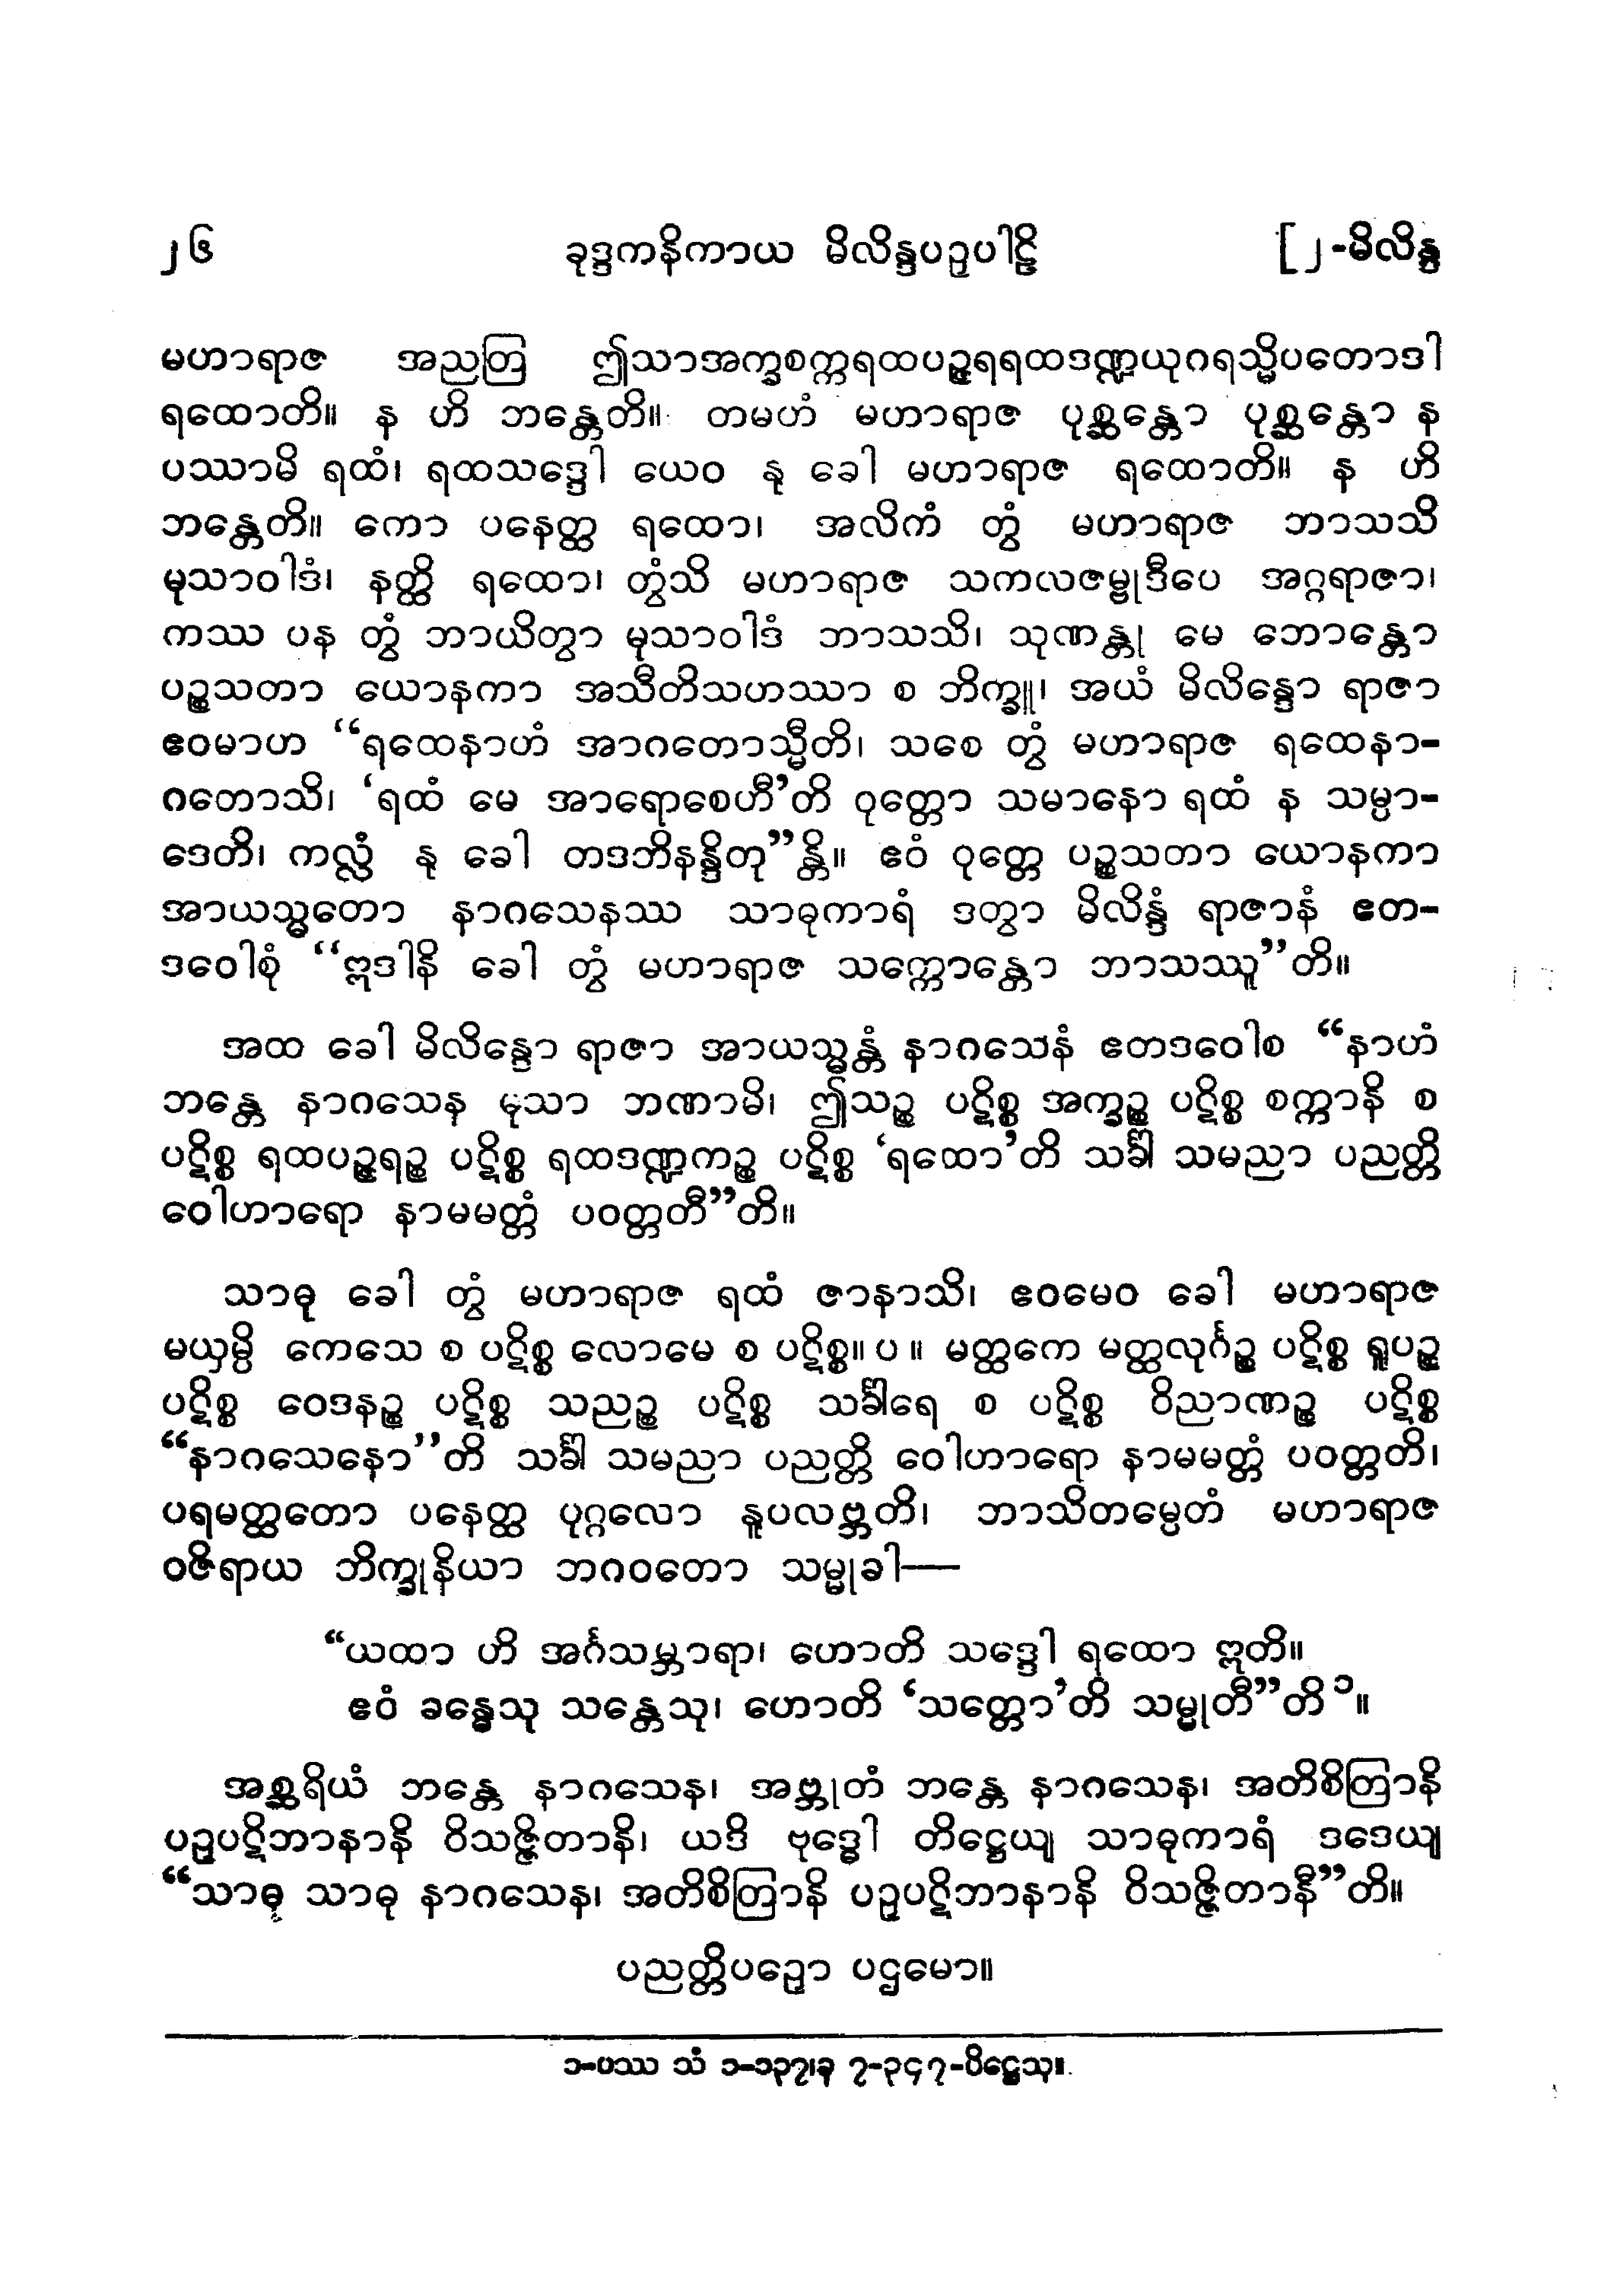 ၂၆ ခုဒ္ဒကနိကာယ မိလိန္ဒပဉှပါဠိ [၂-မိလိန္ဒ
မဟာရာဇ အညတြ ဤသာအက္ခစက္ကရထပဉ္ဇရရထဒဏ္ဍယုဂရသ္မိပတောဒါ
ရထောတိ။ န ဟိ ဘန္တေတိ။ တမဟံ မဟာရာဇ ပုစ္ဆန္တော ပုစ္ဆန္တော န
ပဿာမိ ရထံ၊ ရထသဒ္ဒေါ ယေဝ နု ခေါ မဟာရာဇ ရထောတိ။ န ဟိ
ဘန္တေတိ။ ကော ပနေတ္ထ ရထော၊ အလိကံ တွံ မဟာရာဇ ဘာသသိ
မုသာဝါဒံ၊ နတ္ထိ ရထော၊ တွံသိ မဟာရာဇ သကလဇမ္ဗုဒီပေ အဂ္ဂရာဇာ၊
ကဿ ပန တွံ ဘာယိတွာ မုသာဝါဒံ ဘာသသိ၊ သုဏန္တု မေ ဘောန္တော
ပဉ္စသတာ ယောနကာ အသီတိသဟဿာ စ ဘိက္ခူ၊ အယံ မိလိန္ဒော ရာဇာ
ဧဝမာဟ “ရထေနာဟံ အာဂတောသ္မီတိ၊ သစေ တွံ မဟာရာဇ ရထေနာ-
ဂတောသိ၊ ‘ရထံ မေ အာရောစေဟီ’တိ ဝုတ္တော သမာနော ရထံ န သမ္ပာ-
ဒေတိ၊ ကလ္လံ နု ခေါ တဒဘိနန္ဒိတု”န္တိ။ ဧဝံ ဝုတ္တေ ပဉ္စသတာ ယောနကာ
အာယသ္မတော နာဂသေနဿ သာဓုကာရံ ဒတွာ မိလိန္ဒံ ရာဇာနံ ဧတ-
ဒဝေါစုံ “ဣဒါနိ ခေါ တွံ မဟာရာဇ သက္ကောန္တော ဘာသဿူ”တိ။
အထ ခေါ မိလိန္ဒော ရာဇာ အာယသ္မန္တံ နာဂသေနံ ဧတဒဝေါစ “နာဟံ
ဘန္တေ နာဂသေန မုသာ ဘဏာမိ၊ ဤသဉ္စ ပဋိစ္စ အက္ခဉ္စ ပဋိစ္စ စက္ကာနိ စ
ပဋိစ္စ ရထပဉ္ဇရဉ္စ ပဋိစ္စ ရထဒဏ္ဍကဉ္စ ပဋိစ္စ ‘ရထော’တိ သင်္ခါ သမညာ ပညတ္တိ
ဝေါဟာရော နာမမတ္တံ ပဝတ္တတီ”တိ။
သာဓု ခေါ တွံ မဟာရာဇ ရထံ ဇာနာသိ၊ ဧဝမေဝ ခေါ မဟာရာဇ
မယှမ္ပိ ကေသေ စ ပဋိစ္စ လောမေ စ ပဋိစ္စ။ ပ။ မတ္ထကေ မတ္ထလုင်္ဂဉ္စ ပဋိစ္စ ရူပဉ္စ
ပဋိစ္စ ဝေဒနဉ္စ ပဋိစ္စ သညဉ္စ ပဋိစ္စ သင်္ခါရေ စ ပဋိစ္စ ဝိညာဏဉ္စ ပဋိစ္စ
“နာဂသေနော”တိ သင်္ခါ သမညာ ပညတ္တိ ဝေါဟာရော နာမမတ္တံ ပဝတ္တတိ၊
ပရမတ္ထတော ပနေတ္ထ ပုဂ္ဂလော နူပလဗ္ဘတိ၊ ဘာသိတမ္ပေတံ မဟာရာဇ
ဝဇိရာယ ဘိက္ခုနိယာ ဘဂဝတော သမ္မုခါ—
“ယထာ ဟိ အင်္ဂသမ္ဘာရာ၊ ဟောတိ သဒ္ဒေါ ရထော ဣတိ။
ဧဝံ ခန္ဓေသု သန္တေသု၊ ဟောတိ ‘သတ္တော’တိ သမ္မုတီ”တိ၁။
အစ္ဆရိယံ ဘန္တေ နာဂသေန၊ အဗ္ဘုတံ ဘန္တေ နာဂသေန၊ အတိစိတြာနိ
ပဉှပဋိဘာနာနိ ဝိသဇ္ဇိတာနိ၊ ယဒိ ဗုဒ္ဓေါ တိဋ္ဌေယျ သာဓုကာရံ ဒဒေယျ
“သာဓု သာဓု နာဂသေန၊ အတိစိတြာနိ ပဉှပဋိဘာနာနိ ဝိသဇ္ဇိတာနီ”တိ။
ပညတ္တိပဉှော ပဌမော။
၁-ပဿ သံ ၁-၁၃၇၊ခု ၇-၃၄၇-ပိဋ္ဌေသု။